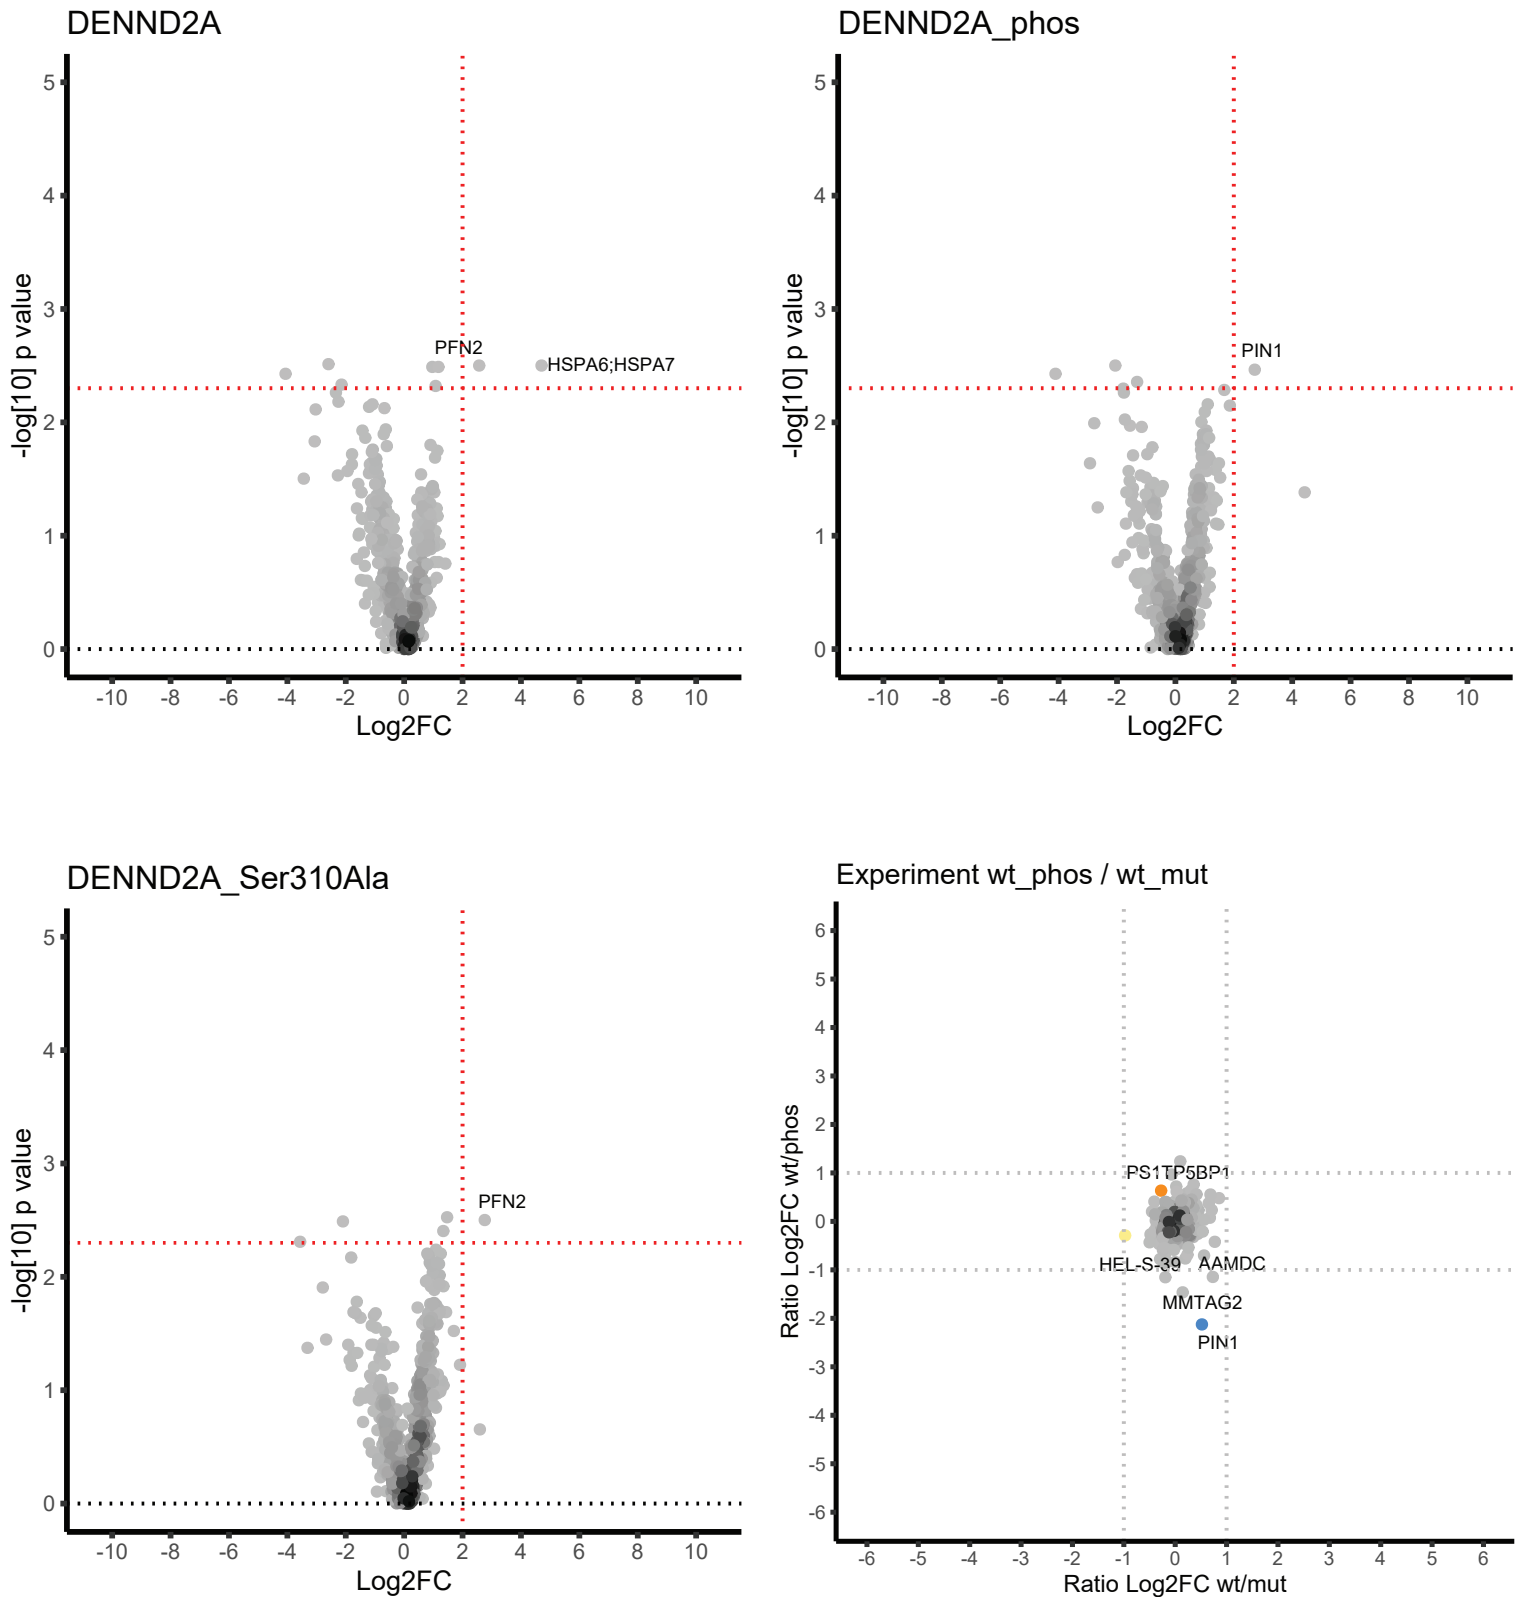 DENND2A
-log[10] p value
5
4
3
2
1
0
PFN2
HSPA6;HSPA7
-10 -8 -6 -4 -2 0 2 4 6 8 10
Log2FC
DENND2A_phos
-log[10] p value
5
4
3
2
1
0
PIN1
-10 -8 -6 -4 -2 0 2 4 6 8 10
Log2FC
DENND2A_Ser310Ala
-log[10] p value
5
4
3
2
1
0
PFN2
-10 -8 -6 -4 -2 0 2 4 6 8 10
Log2FC
Experiment wt_phos / wt_mut
Ratio Log2FC wt/phos
6
5
4
3
2
1
0
-1
-2
-3
-4
-5
-6
PS1TP5BP1
HEL-S-39 AAMDC
MMTAG2
PIN1
-6 -5 -4 -3 -2 -1 0 1 2 3 4 5 6
Ratio Log2FC wt/mut